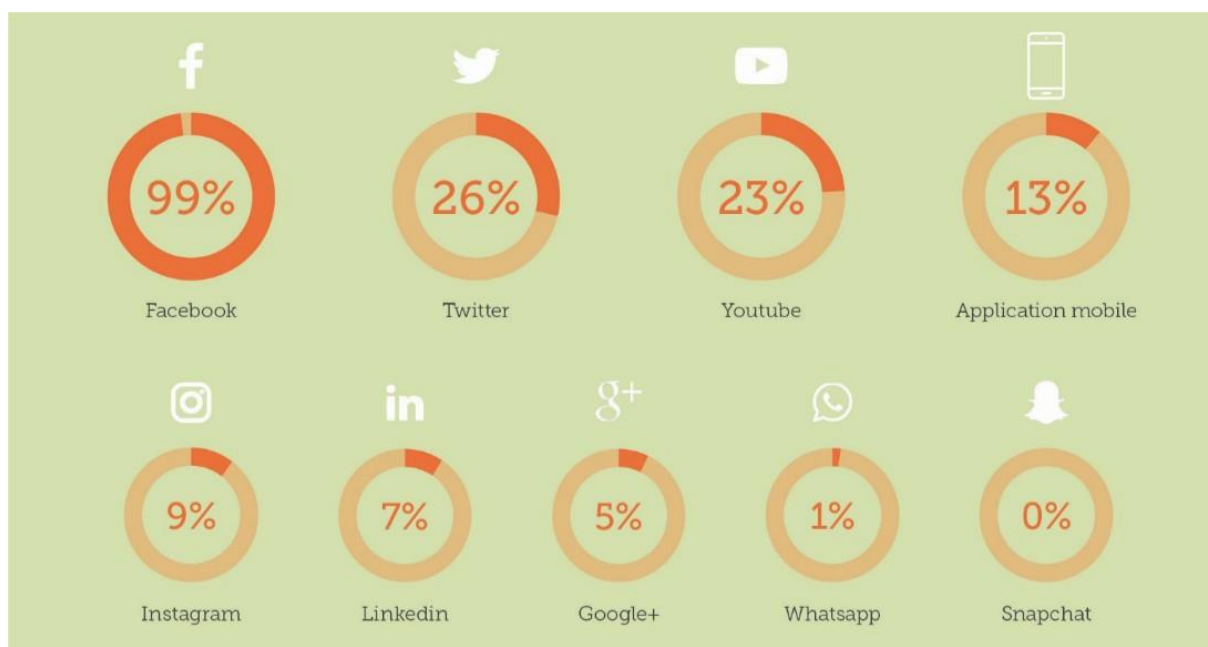 99% 26% 23% 13%
Facebook Twitter Youtube Application mobile
9% 7% 5% 1% 0%
Instagram Linkedin Google+ Whatsapp Snapchat